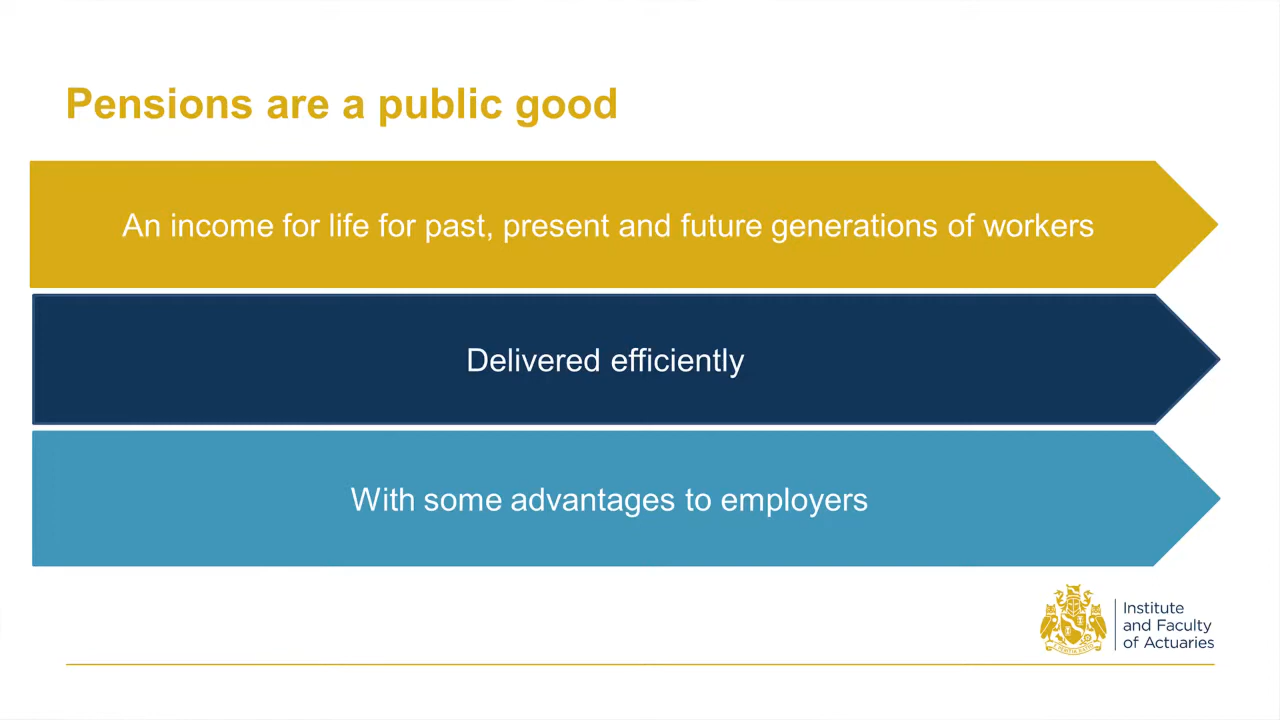 Pensions are a public good
An income for life for past, present and future generations of workers
Delivered efficiently
With some advantages to employers
Institute
and Faculty
of Actuaries